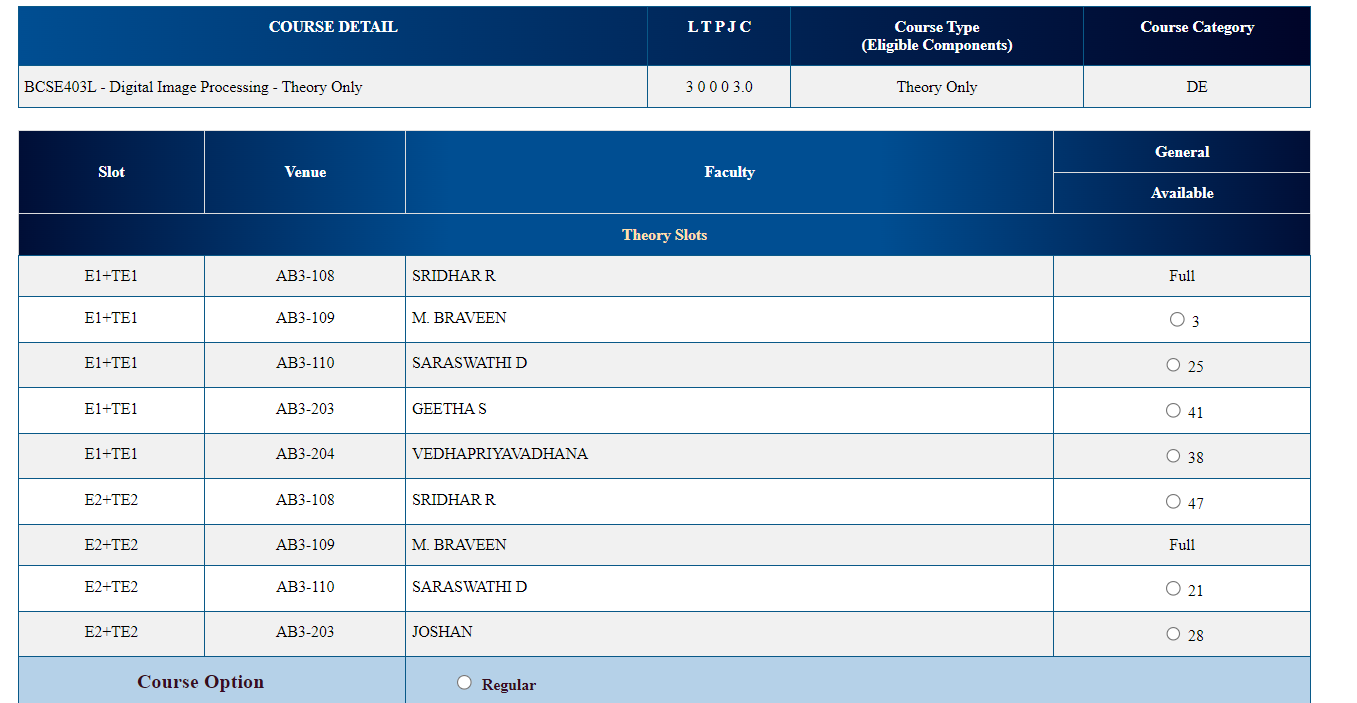 COURSE DETAIL L T P J C Course Type Course Category
(Eligible Components)
BCSE403L - Digital Image Processing - Theory Only 3 0 0 0 3.0 Theory Only DE
Slot Venue Faculty General
Available
Theory Slots
E1+TE1 AB3-108 SRIDHAR R Full
E1+TE1 AB3-109 M. BRAVEEN 3
E1+TE1 AB3-110 SARASWATHI D 25
E1+TE1 AB3-203 GEETHA S 41
E1+TE1 AB3-204 VEDHAPRIYAVADHANA 38
E2+TE2 AB3-108 SRIDHAR R 47
E2+TE2 AB3-109 M. BRAVEEN Full
E2+TE2 AB3-110 SARASWATHI D 21
E2+TE2 AB3-203 JOSHAN 28
Course Option Regular